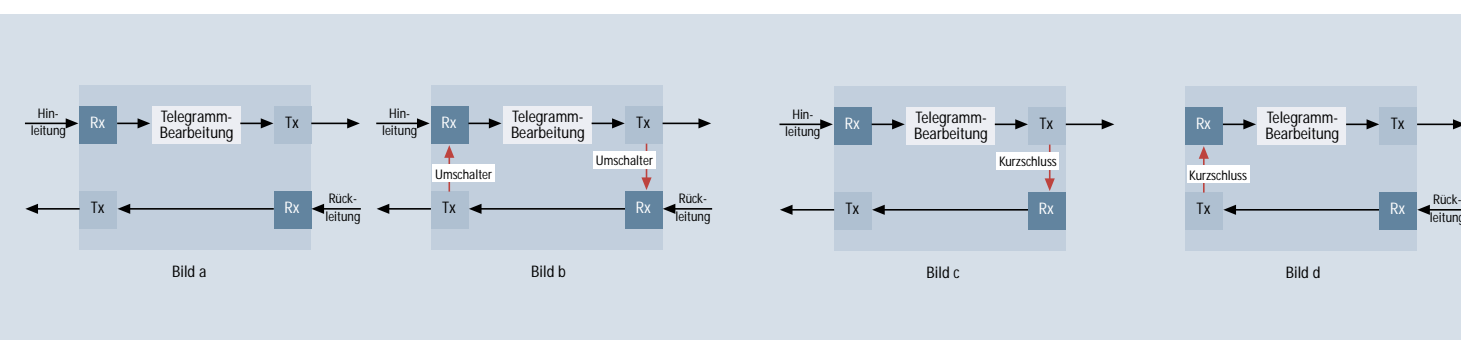 Hin-
leitung
Rx
Telegramm-
Bearbeitung
Tx
Tx
Rx
Rück-
leitung
Bild a
Hin-
leitung
Rx
Telegramm-
Bearbeitung
Tx
Umschalter
Umschalter
Tx
Rx
Rück-
leitung
Bild b
Hin-
leitung
Rx
Telegramm-
Bearbeitung
Tx
Kurzschluss
Tx
Rx
Bild c
Rx
Telegramm-
Bearbeitung
Tx
Kurzschluss
Tx
Rx
Rück-
leitung
Bild d